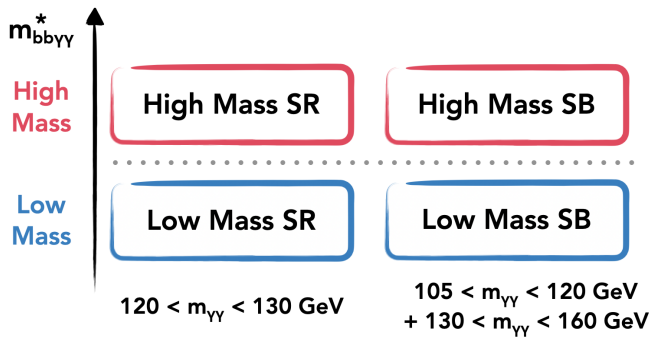 m*bbγγ
High
Mass
High Mass SR
High Mass SB
Low
Mass
Low Mass SR
Low Mass SB
120 < mγγ < 130 GeV
105 < mγγ < 120 GeV
+ 130 < mγγ < 160 GeV